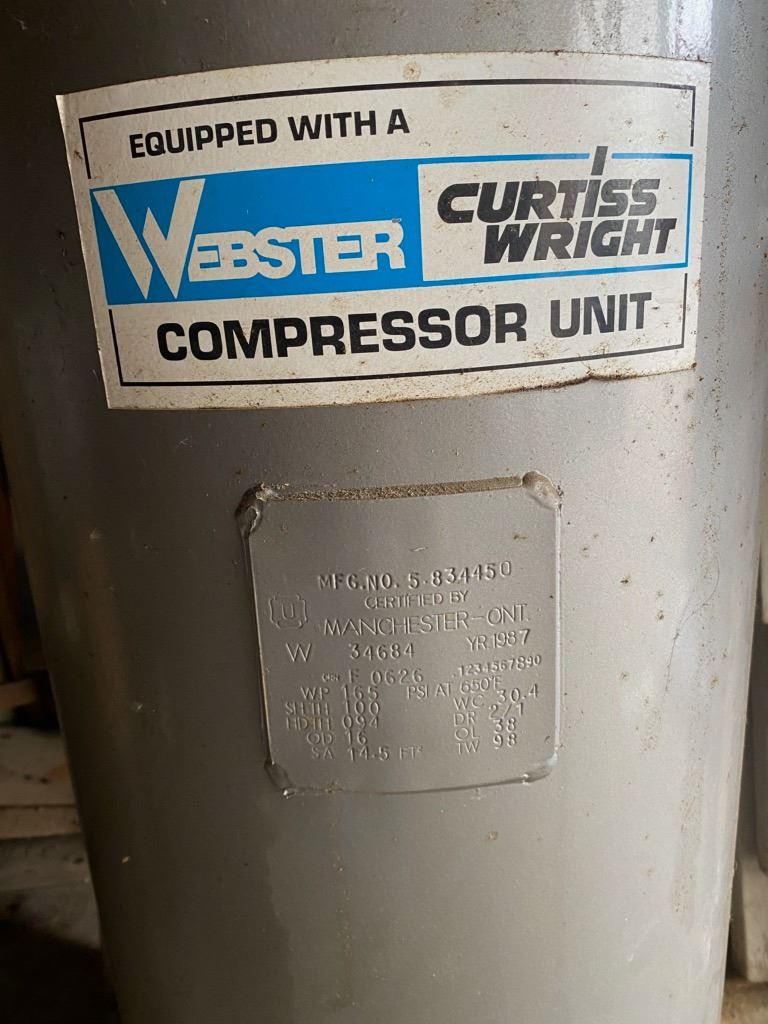 EQUIPPED WITH A
WEBSTER
CURTISS
WRIGHT
COMPRESSOR UNIT
MFG.NO. 5-834450
CERTIFIED BY
U
MANCHESTER-ONT.
W 34684 YR 1987
F 0626 1234567890
WP 165 PSI AT 650°F
SHTH 100 WC 30.4
HDTH 094 DR 2/1
OD 16 OL 38
SA 14.5 FT² TW 98